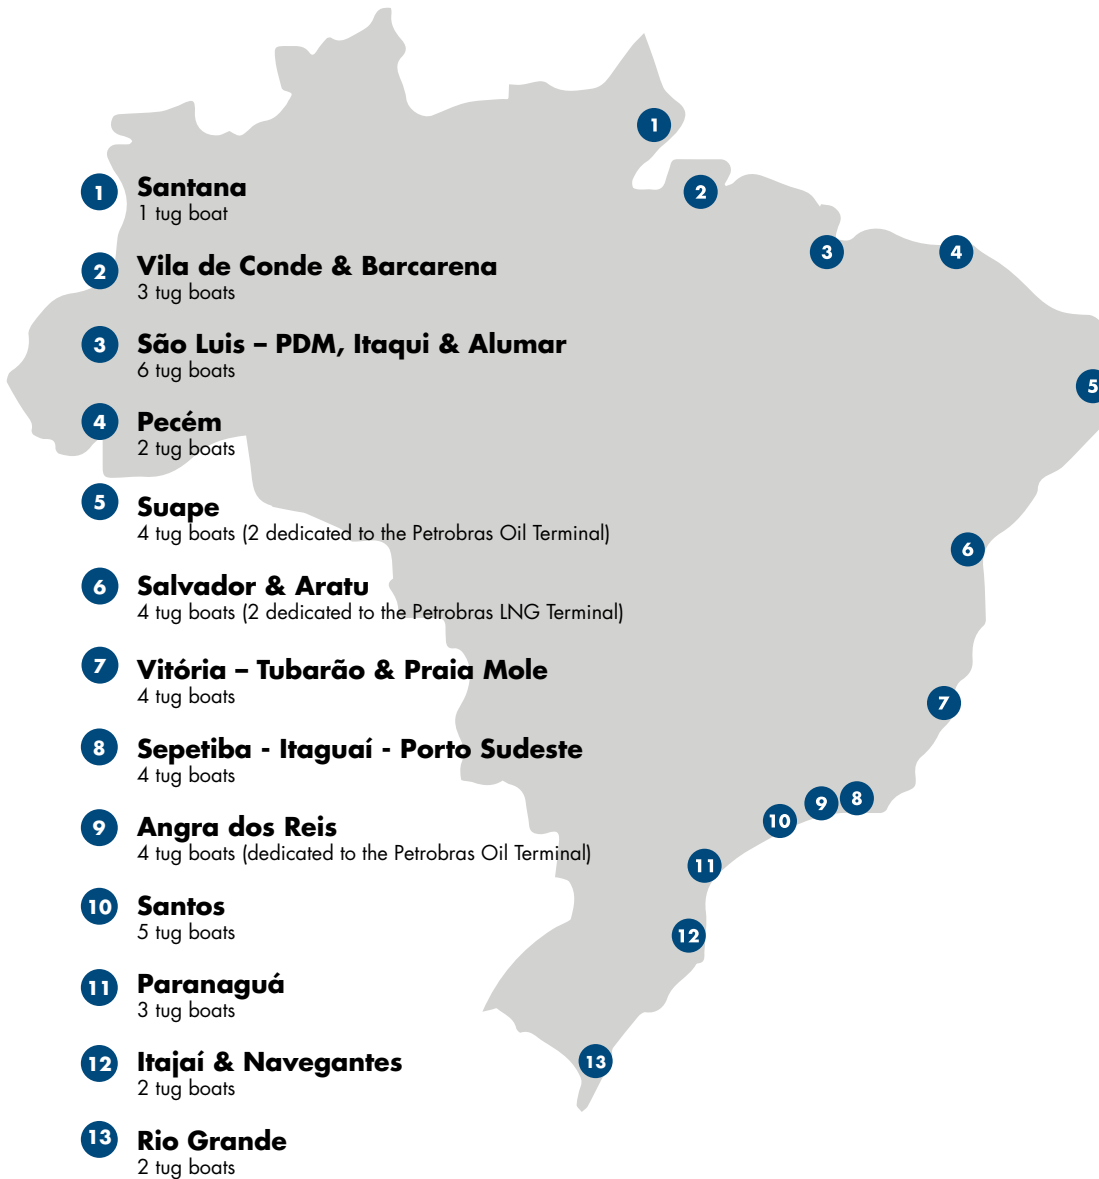 1
Santana
1 tug boat
2
Vila de Conde & Barcarena
3 tug boats
3
São Luis – PDM, Itaqui & Alumar
6 tug boats
4
Pecém
2 tug boats
5
Suape
4 tug boats (2 dedicated to the Petrobras Oil Terminal)
6
Salvador & Aratu
4 tug boats (2 dedicated to the Petrobras LNG Terminal)
7
Vitória – Tubarão & Praia Mole
4 tug boats
8
Sepetiba - Itaguaí - Porto Sudeste
4 tug boats
9
Angra dos Reis
4 tug boats (dedicated to the Petrobras Oil Terminal)
10
Santos
5 tug boats
11
Paranaguá
3 tug boats
12
Itajaí & Navegantes
2 tug boats
13
Rio Grande
2 tug boats
1
2
3
4
5
6
7
8
9
10
11
12
13